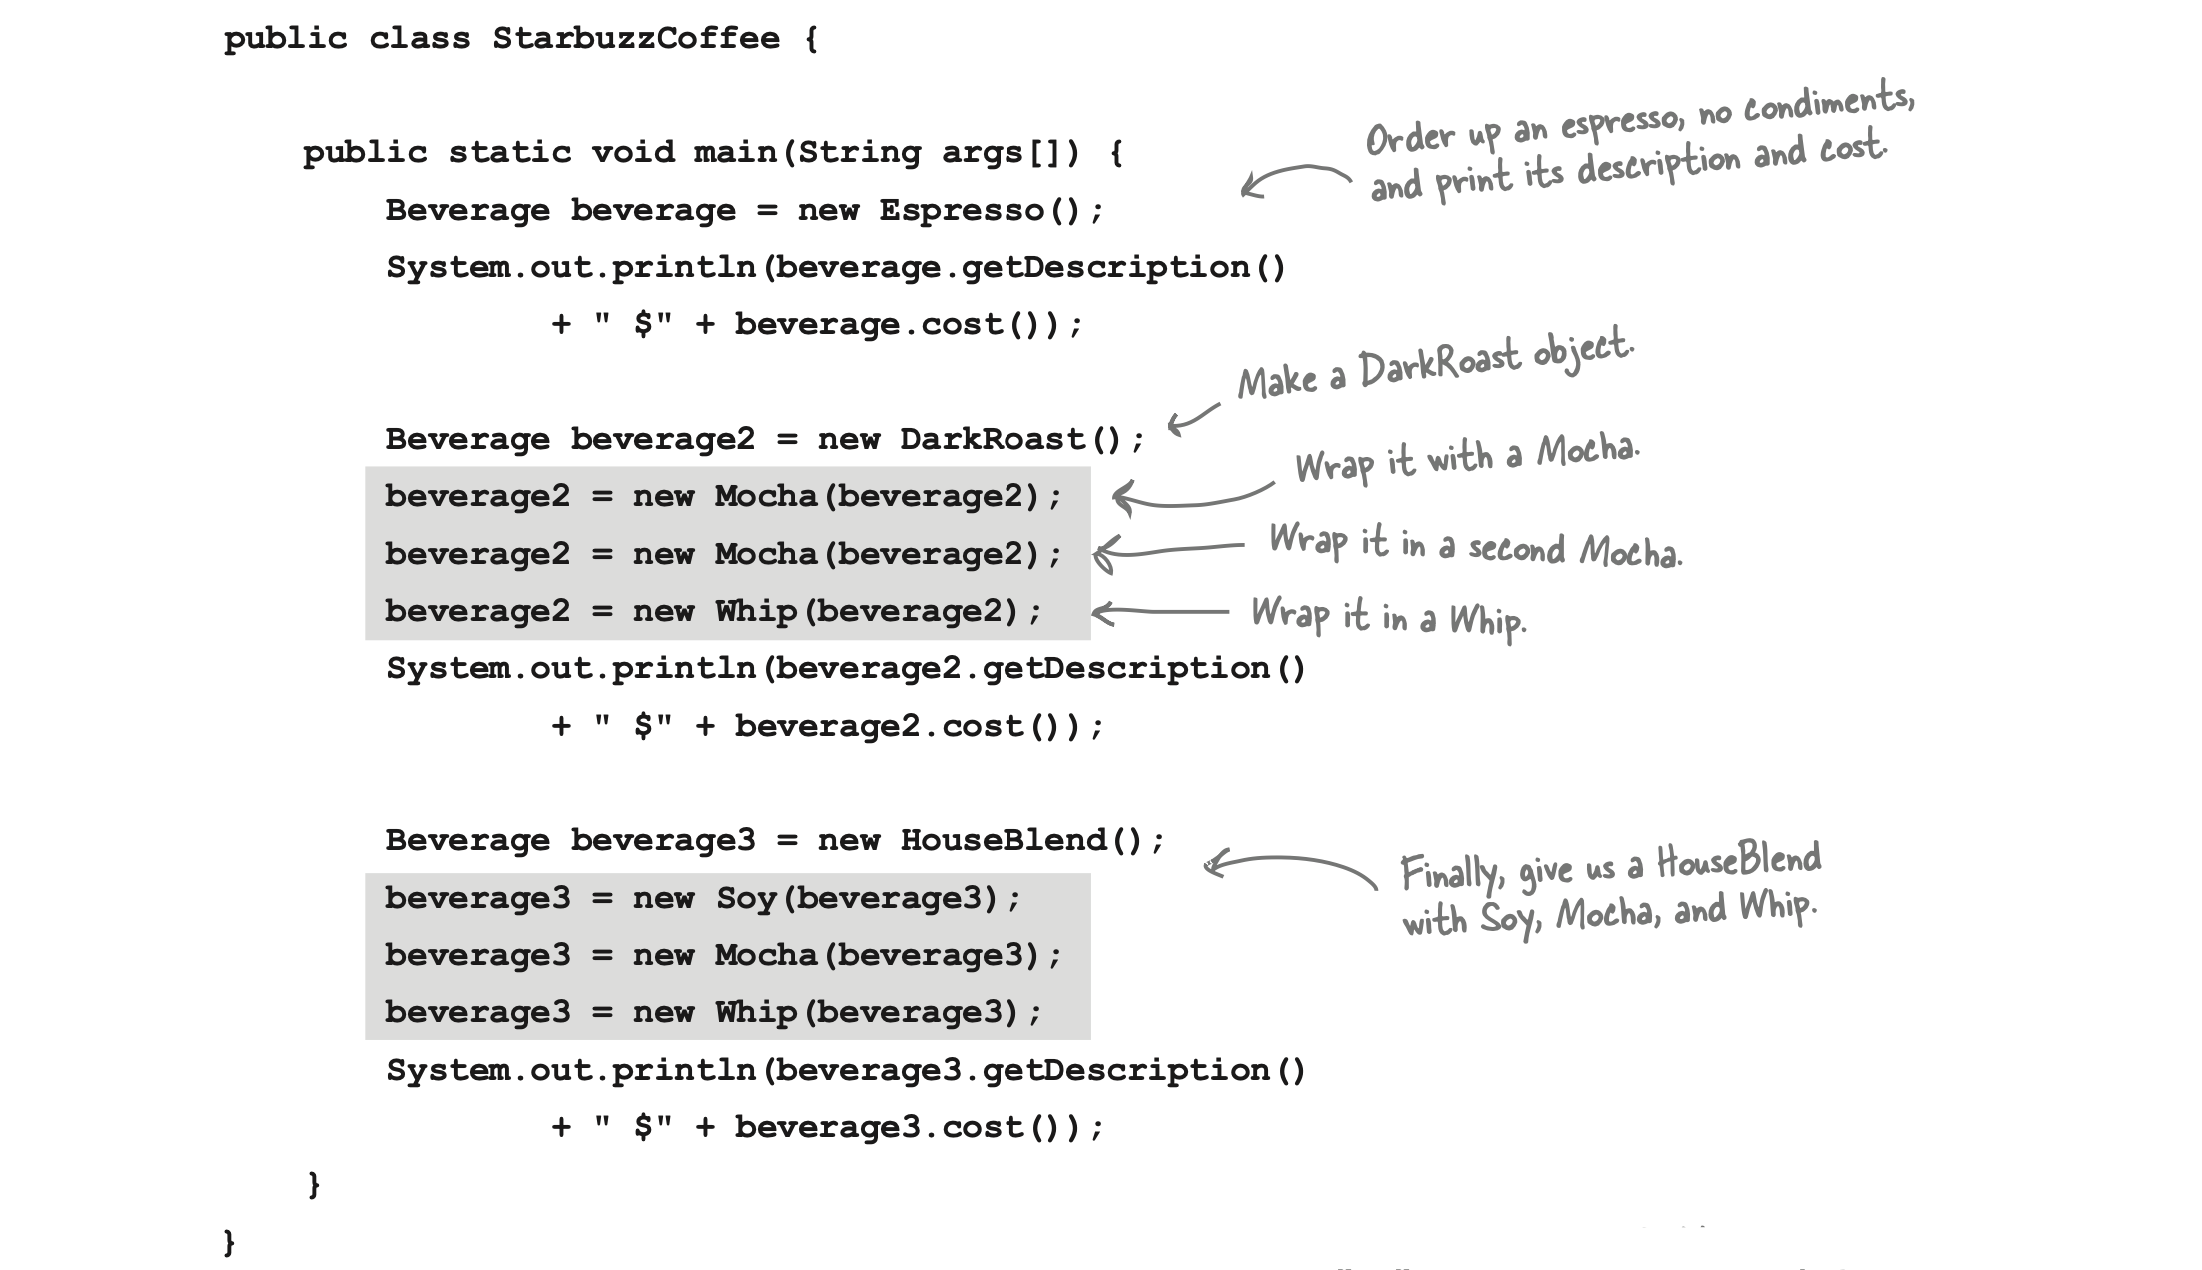 public class StarbuzzCoffee {
public static void main(String args[]) {
Order up an espresso, no condiments,
and print its description and cost.
Beverage beverage = new Espresso();
System.out.println(beverage.getDescription()
+ " $" + beverage.cost());
Make a DarkRoast object.
Beverage beverage2 = new DarkRoast();
Wrap it with a Mocha.
beverage2 = new Mocha(beverage2);
Wrap it in a second Mocha.
beverage2 = new Mocha(beverage2);
Wrap it in a Whip.
beverage2 = new Whip(beverage2);
System.out.println(beverage2.getDescription()
+ " $" + beverage2.cost());
Beverage beverage3 = new HouseBlend();
Finally, give us a HouseBlend
with Soy, Mocha, and Whip.
beverage3 = new Soy(beverage3);
beverage3 = new Mocha(beverage3);
beverage3 = new Whip(beverage3);
System.out.println(beverage3.getDescription()
+ " $" + beverage3.cost());
}
}